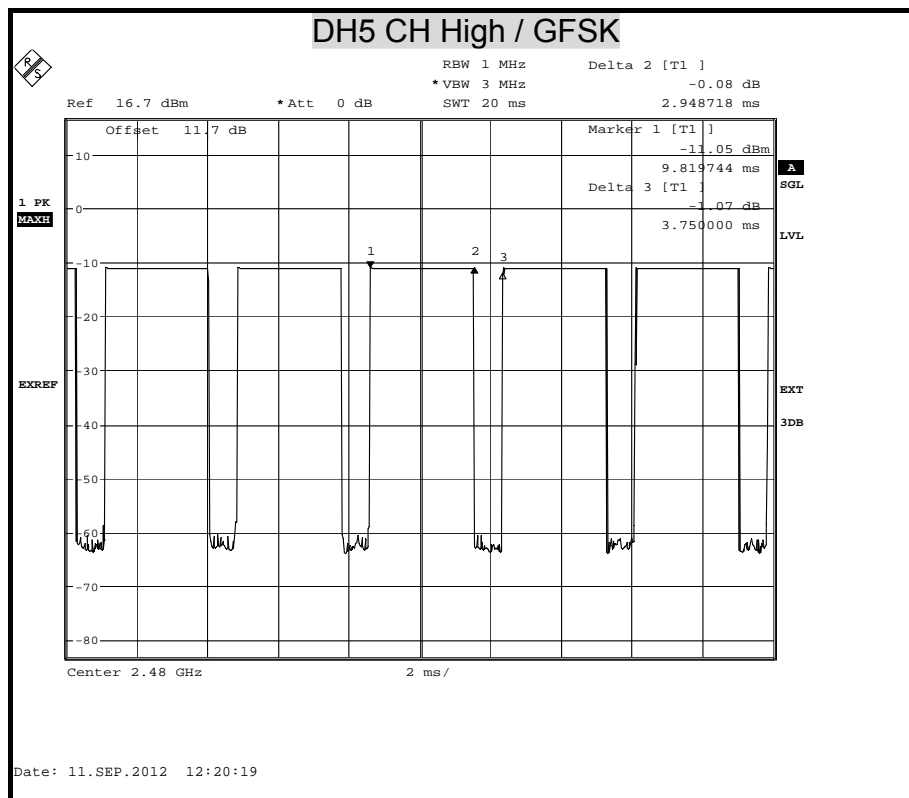 DH5 CH High / GFSK
R S
RBW 1 MHz Delta 2 [T1 ]
*VBW 3 MHz -0.08 dB
Ref 16.7 dBm *Att 0 dB SWT 20 ms 2.948718 ms
Offset 11.7 dB Marker 1 [T1 ]
-11.05 dBm
9.819744 ms
Delta 3 [T1 ]
-1.07 dB
3.750000 ms
A
SGL
1 PK
MAXH
LVL
10
0
-10
-20
-30
-40
-50
-60
-70
-80
1
2
3
EXREF
EXT
3DB
Center 2.48 GHz 2 ms/
Date: 11.SEP.2012 12:20:19